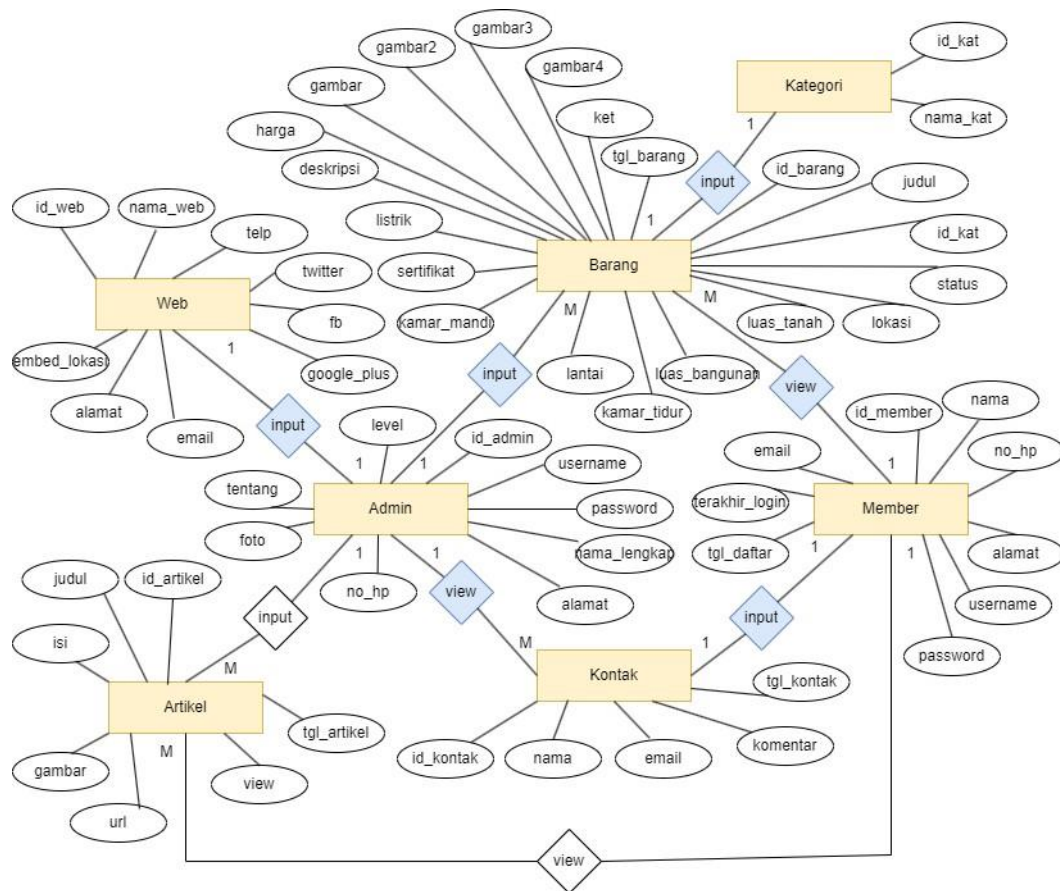 gambar3
gambar2
gambar4
gambar
ket
harga
tgl_barang
deskripsi
id_kat
Kategori
nama_kat
1
input
id_barang
judul
id_kat
status
lokasi
luas_tanah
1
Barang
M
M
listrik
sertifikat
kamar_mandi
lantai
kamar_tidur
luas_bangunan
id_web
nama_web
telp
twitter
fb
google_plus
Web
1
embed_lokasi
alamat
email
input
input
view
level
id_admin
username
password
nama_lengkap
alamat
no_hp
foto
tentang
1
1
Admin
1
1
id_member
nama
no_hp
email
terakhir_login
tgl_daftar
1
Member
1
1
alamat
username
password
input
view
input
judul
id_artikel
isi
M
Artikel
M
gambar
url
view
tgl_artikel
M
1
Kontak
tgl_kontak
komentar
email
nama
id_kontak
view